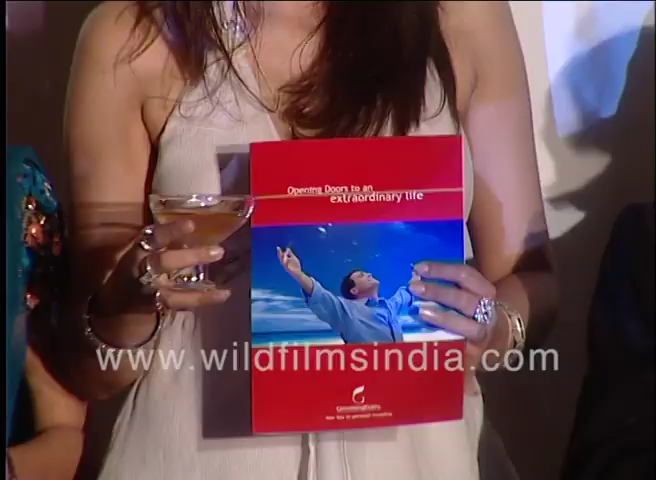 Opening Doors to an
extraordinary life
www.wildfilmsindia.com